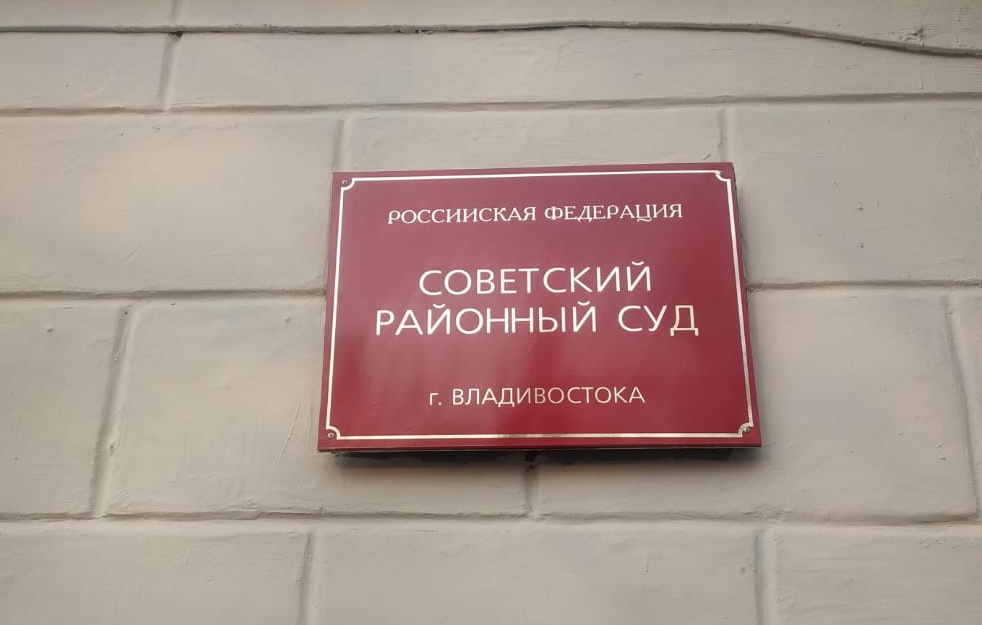 РОССИЙСКАЯ ФЕДЕРАЦИЯ
СОВЕТСКИЙ
РАЙОННЫЙ СУД
г. ВЛАДИВОСТОКА